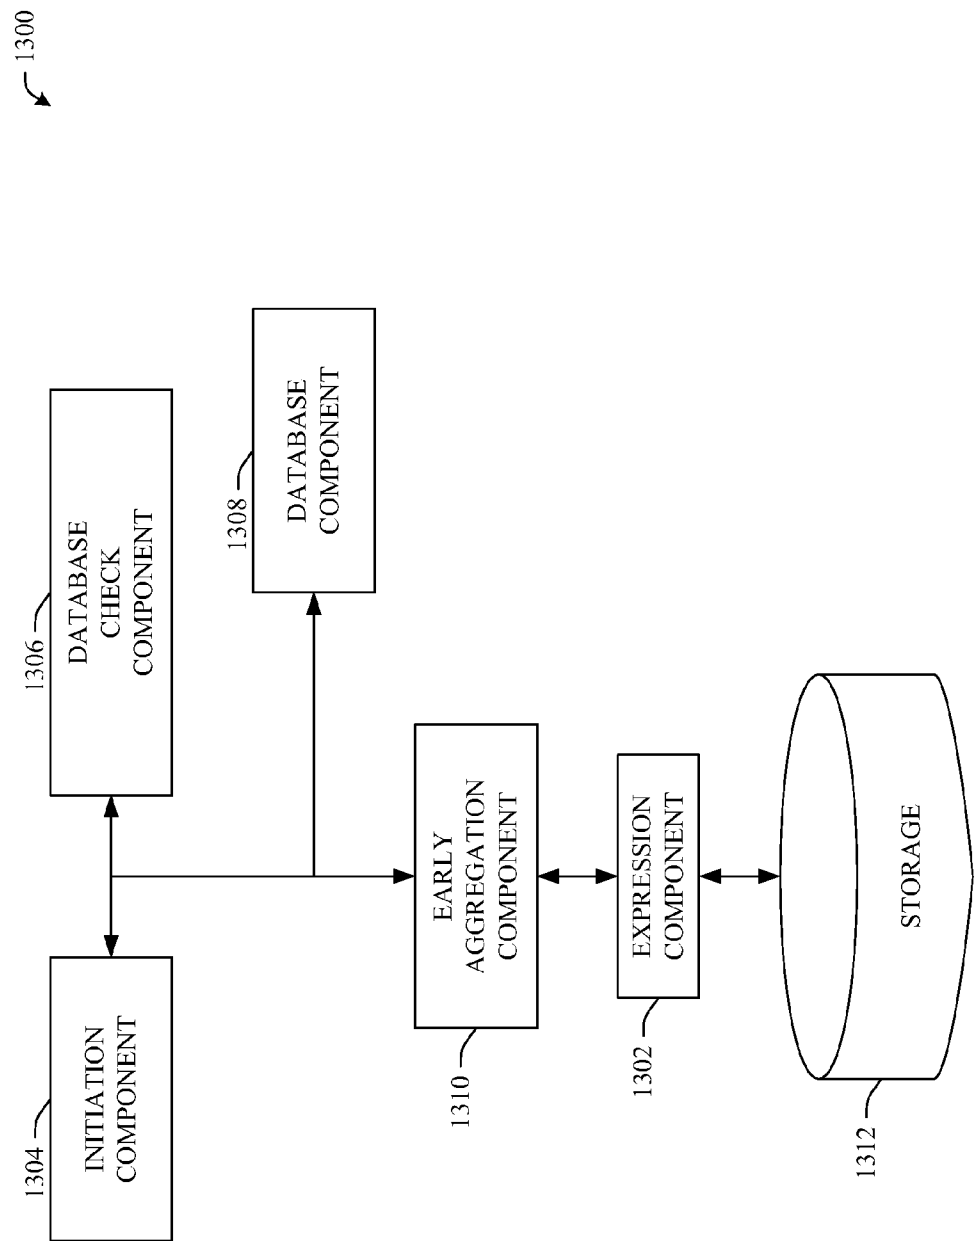 1300
1304
INITIATION
COMPONENT
1306
DATABASE
CHECK
COMPONENT
1308
DATABASE
COMPONENT
1310
EARLY
AGGREGATION
COMPONENT
1302
EXPRESSION
COMPONENT
1312
STORAGE